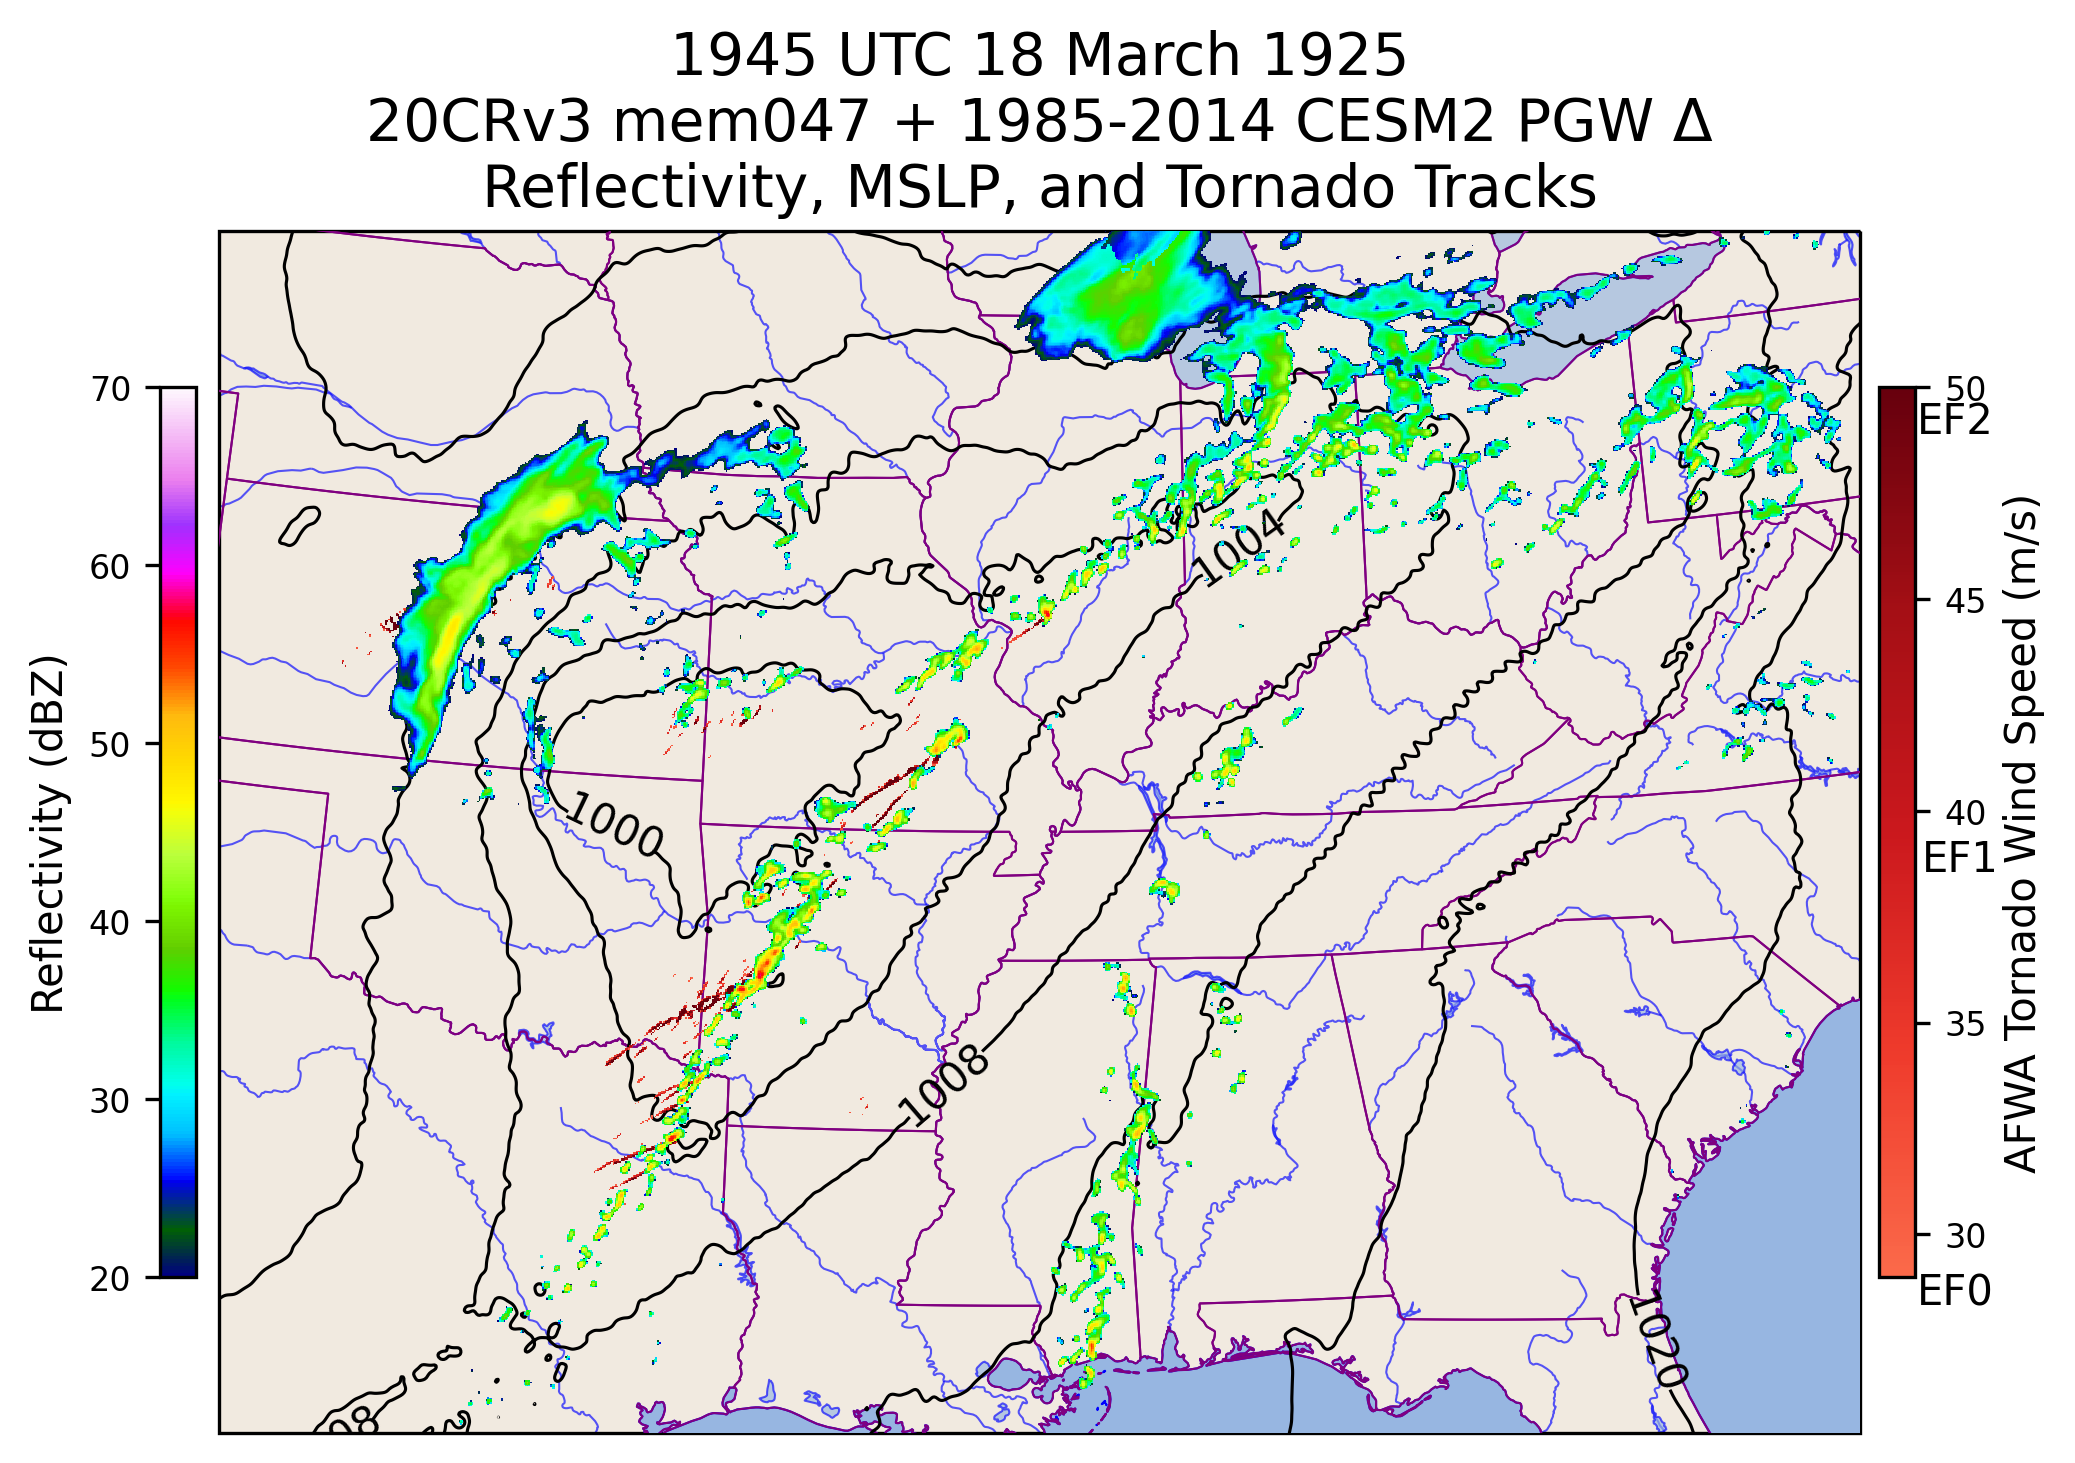 1945 UTC 18 March 1925
20CRv3 mem047 + 1985-2014 CESM2 PGW Δ
Reflectivity, MSLP, and Tornado Tracks
Reflectivity (dBZ)
70
60
50
40
30
20
1004
1000
1008
1020
08
50
EF2
45
40
EF1
35
30
EF0
AFWA Tornado Wind Speed (m/s)